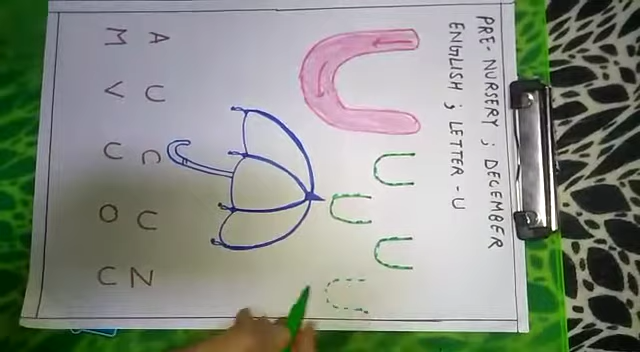 PRE-NURSERY ; DECEMBER
ENGLISH ; LETTER - U
U
U U U U
A U C U N
M V U O U